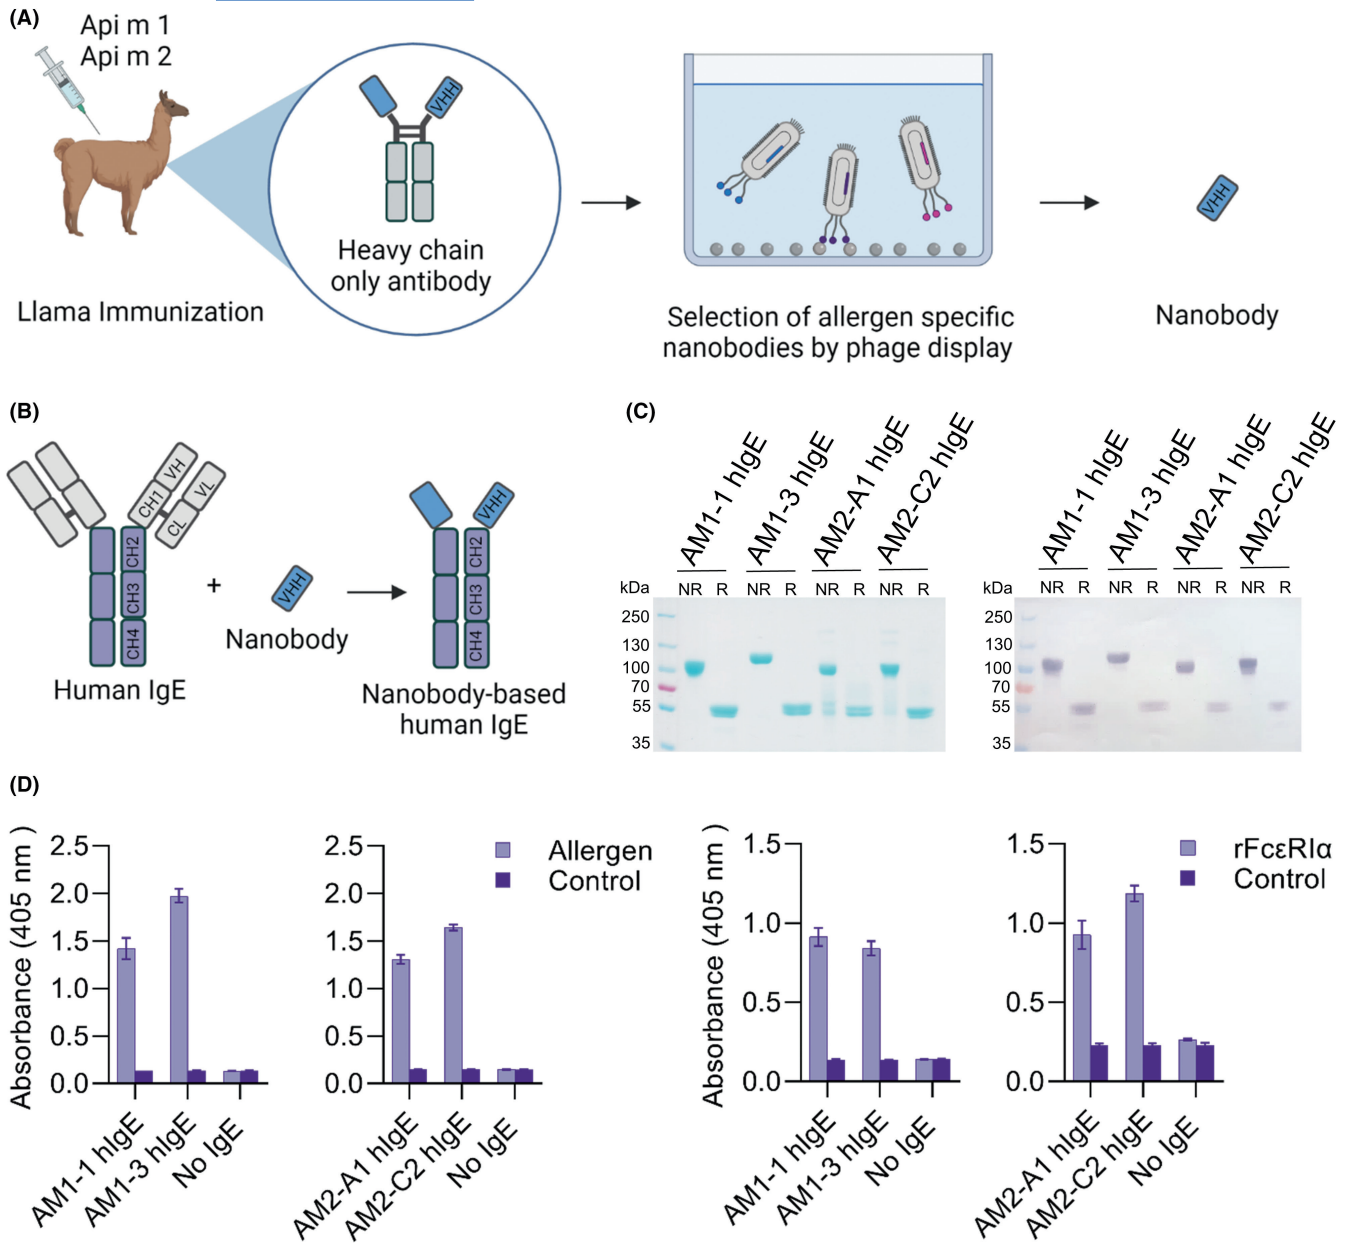 (A)
Api m 1
Api m 2
VHH
Heavy chain
only antibody
Llama Immunization
Selection of allergen specific
nanobodies by phage display
VHH
Nanobody
(B)
VH
CH1
VL
CL
CH2
CH3
CH4
Human IgE
+
VHH
Nanobody
VHH
CH2
CH3
CH4
Nanobody-based
human IgE
(C)
AM1-1 hIgE
AM1-3 hIgE
AM2-A1 hIgE
AM2-C2 hIgE
kDa NR R NR R NR R NR R
250
130
100
70
55
35
AM1-1 hIgE
AM1-3 hIgE
AM2-A1 hIgE
AM2-C2 hIgE
kDa NR R NR R NR R NR R
250
130
100
70
55
35
(D)
Absorbance (405 nm )
2.5
2.0
1.5
1.0
0.5
0.0
AM1-1 hIgE
AM1-3 hIgE
No IgE
2.5
2.0
1.5
1.0
0.5
0.0
AM2-A1 hIgE
AM2-C2 hIgE
No IgE
Allergen
Control
Absorbance (405 nm )
1.5
1.0
0.5
0.0
AM1-1 hIgE
AM1-3 hIgE
No IgE
1.5
1.0
0.5
0.0
AM2-A1 hIgE
AM2-C2 hIgE
No IgE
rFcεRIα
Control